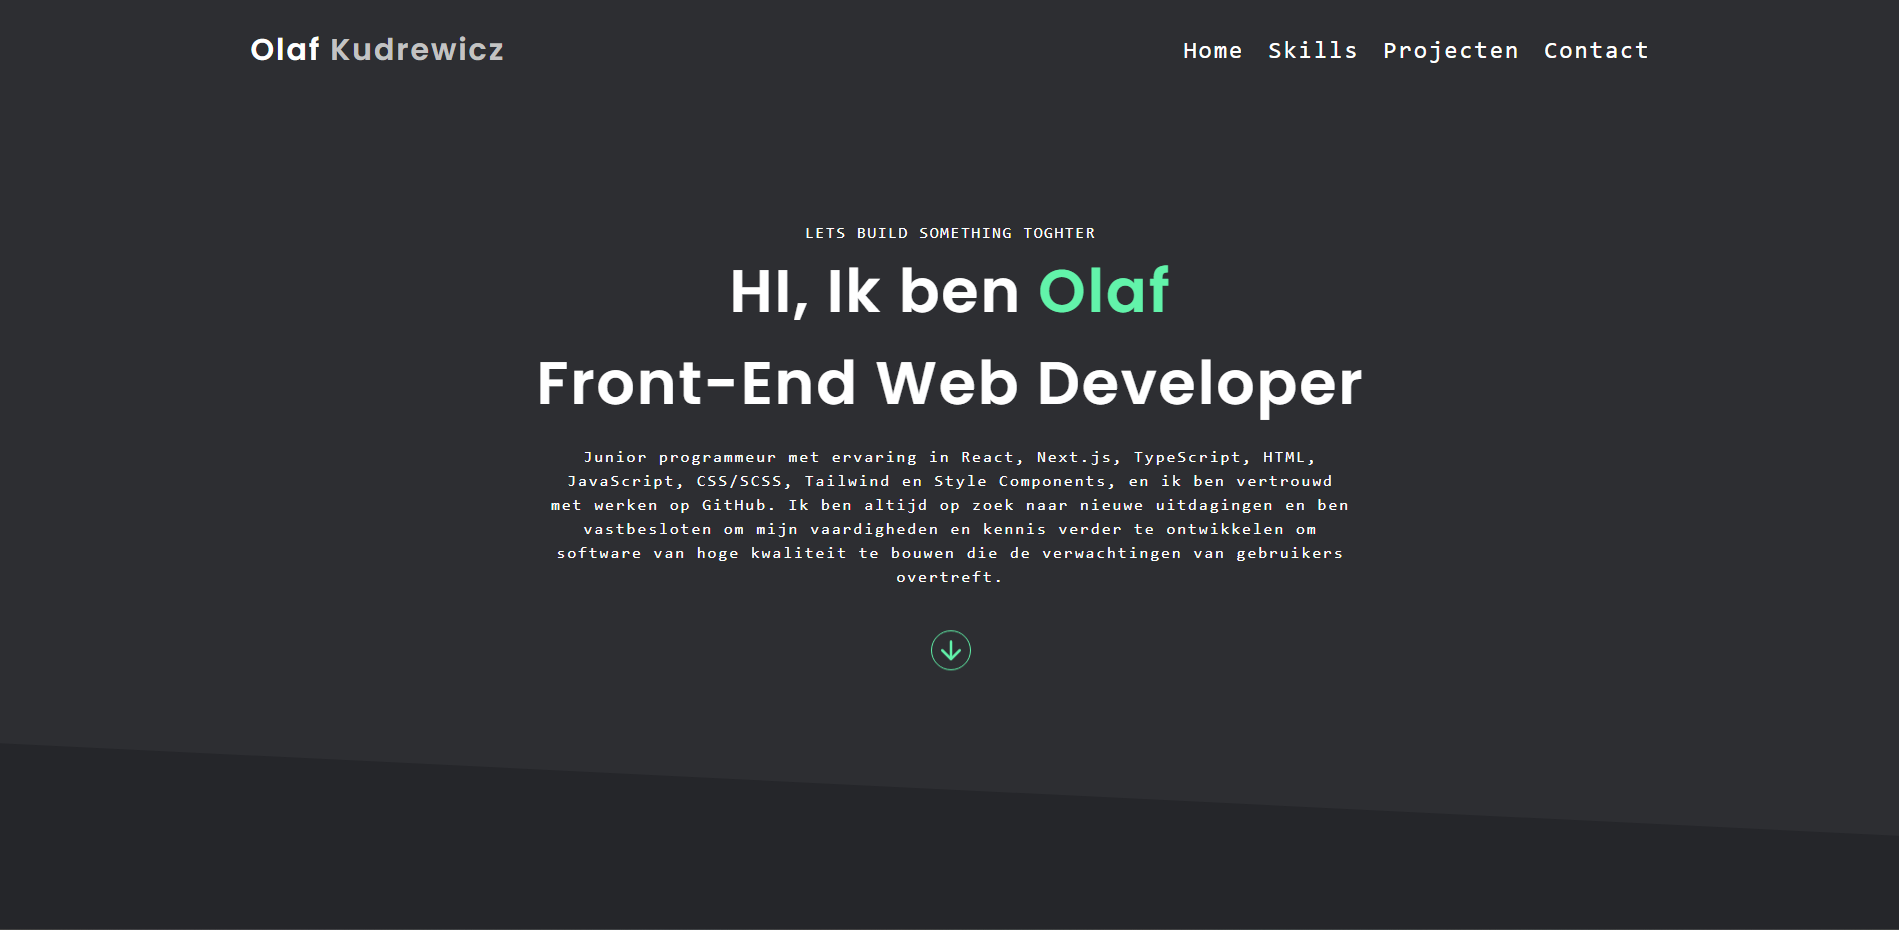 Olaf Kudrewicz
Home Skills Projecten Contact
LETS BUILD SOMETHING TOGHTER
HI, Ik ben Olaf
Front-End Web Developer
Junior programmeur met ervaring in React, Next.js, TypeScript, HTML,
JavaScript, CSS/SCSS, Tailwind en Style Components, en ik ben vertrouwd
met werken op GitHub. Ik ben altijd op zoek naar nieuwe uitdagingen en ben
vastbesloten om mijn vaardigheden en kennis verder te ontwikkelen om
software van hoge kwaliteit te bouwen die de verwachtingen van gebruikers
overtreft.